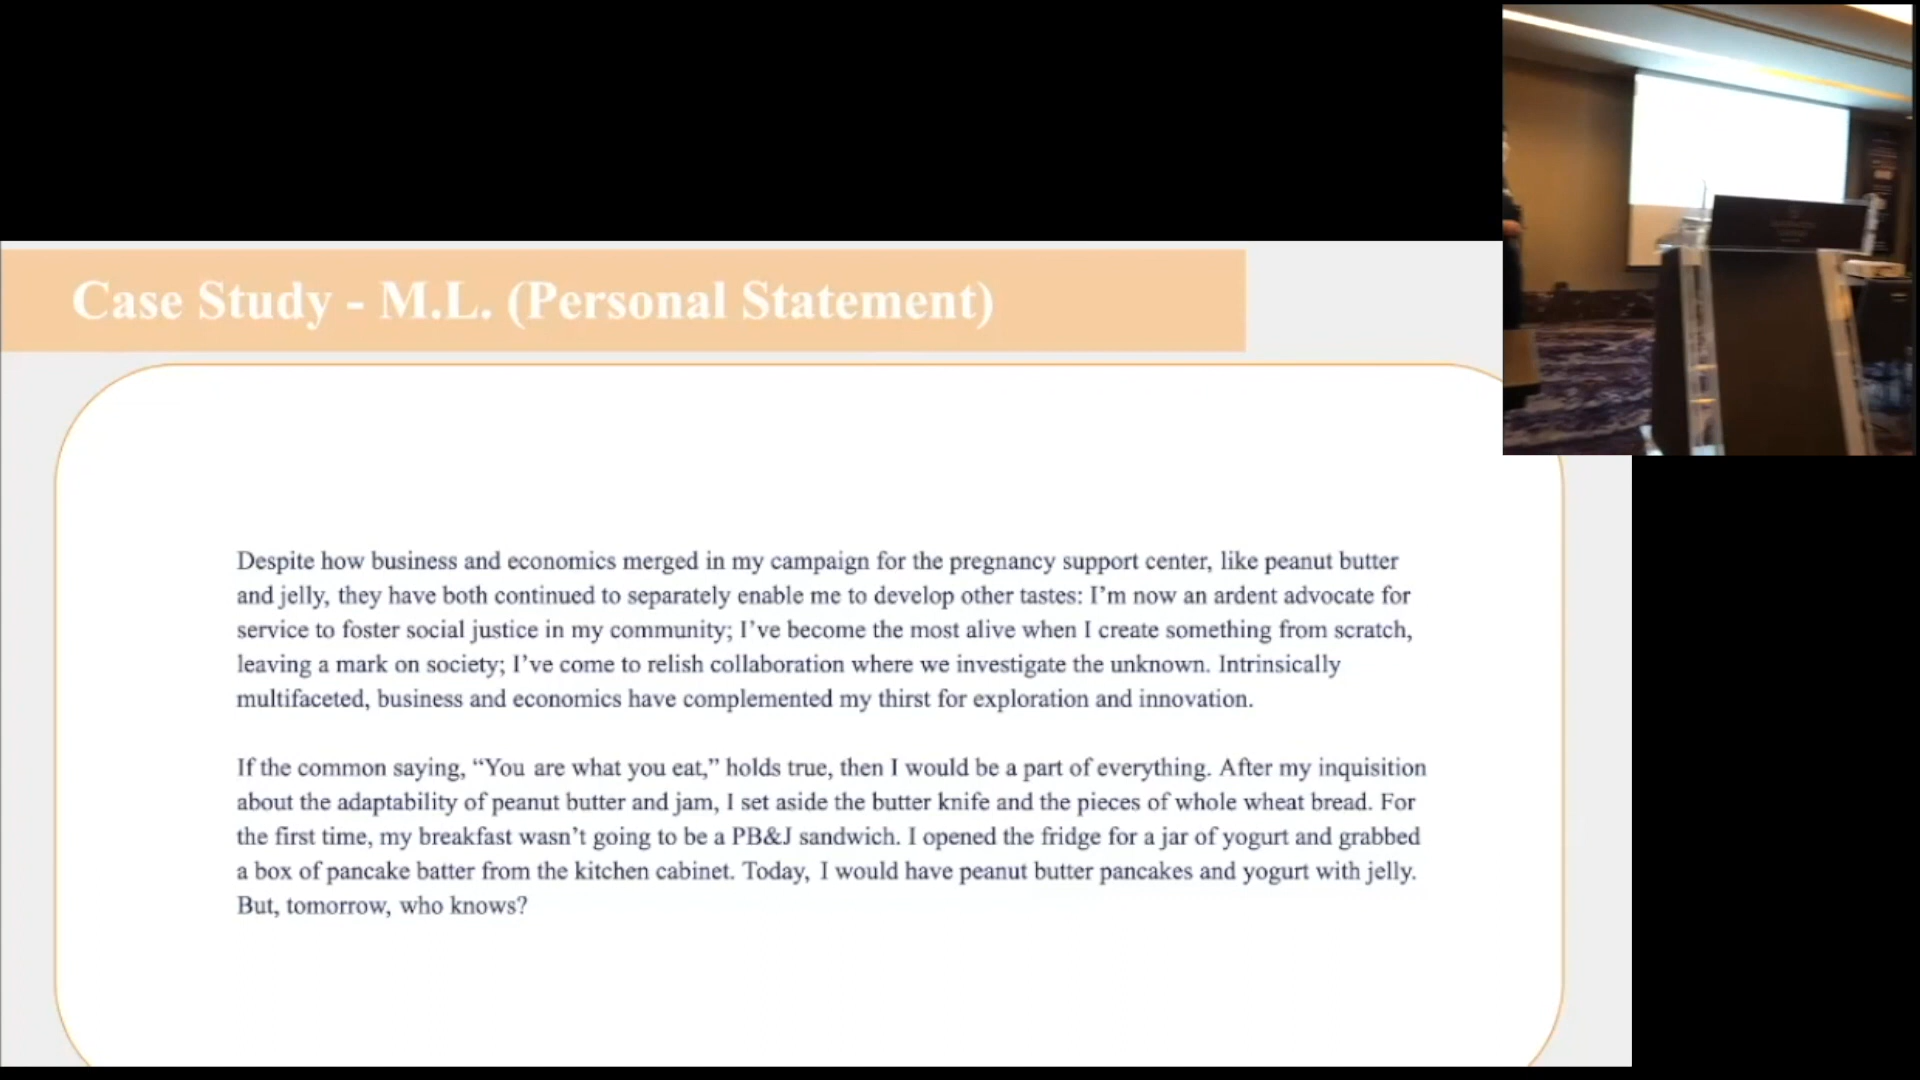 Case Study - M.L. (Personal Statement)
Despite how business and economics merged in my campaign for the pregnancy support center, like peanut butter
and jelly, they have both continued to separately enable me to develop other tastes: I’m now an ardent advocate for
service to foster social justice in my community; I’ve become the most alive when I create something from scratch,
leaving a mark on society; I’ve come to relish collaboration where we investigate the unknown. Intrinsically
multifaceted, business and economics have complemented my thirst for exploration and innovation.
If the common saying, “You are what you eat,” holds true, then I would be a part of everything. After my inquisition
about the adaptability of peanut butter and jam, I set aside the butter knife and the pieces of whole wheat bread. For
the first time, my breakfast wasn’t going to be a PB&J sandwich. I opened the fridge for a jar of yogurt and grabbed
a box of pancake batter from the kitchen cabinet. Today, I would have peanut butter pancakes and yogurt with jelly.
But, tomorrow, who knows?